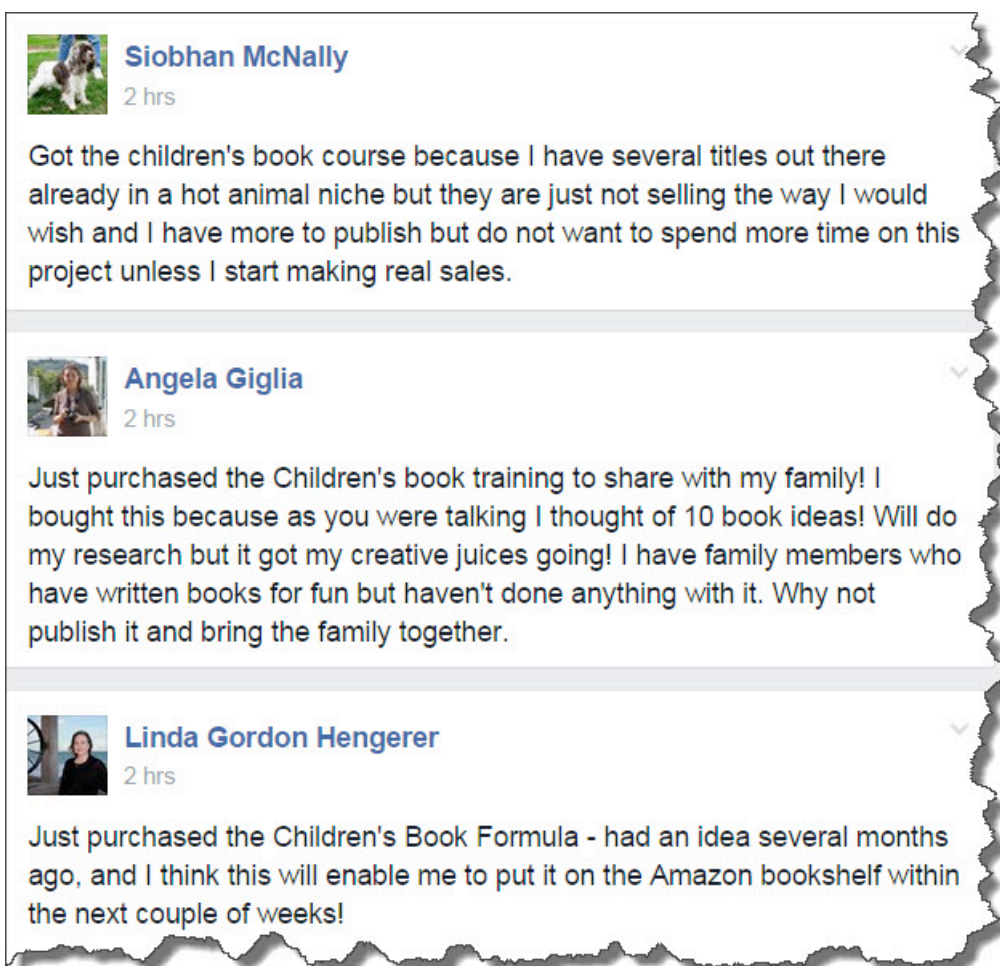 Siobhan McNally
2 hrs
Got the children's book course because I have several titles out there
already in a hot animal niche but they are just not selling the way I would
wish and I have more to publish but do not want to spend more time on this
project unless I start making real sales.
Angela Giglia
2 hrs
Just purchased the Children's book training to share with my family! I
bought this because as you were talking I thought of 10 book ideas! Will do
my research but it got my creative juices going! I have family members who
have written books for fun but haven't done anything with it. Why not
publish it and bring the family together.
Linda Gordon Hengerer
2 hrs
Just purchased the Children's Book Formula - had an idea several months
ago, and I think this will enable me to put it on the Amazon bookshelf within
the next couple of weeks!